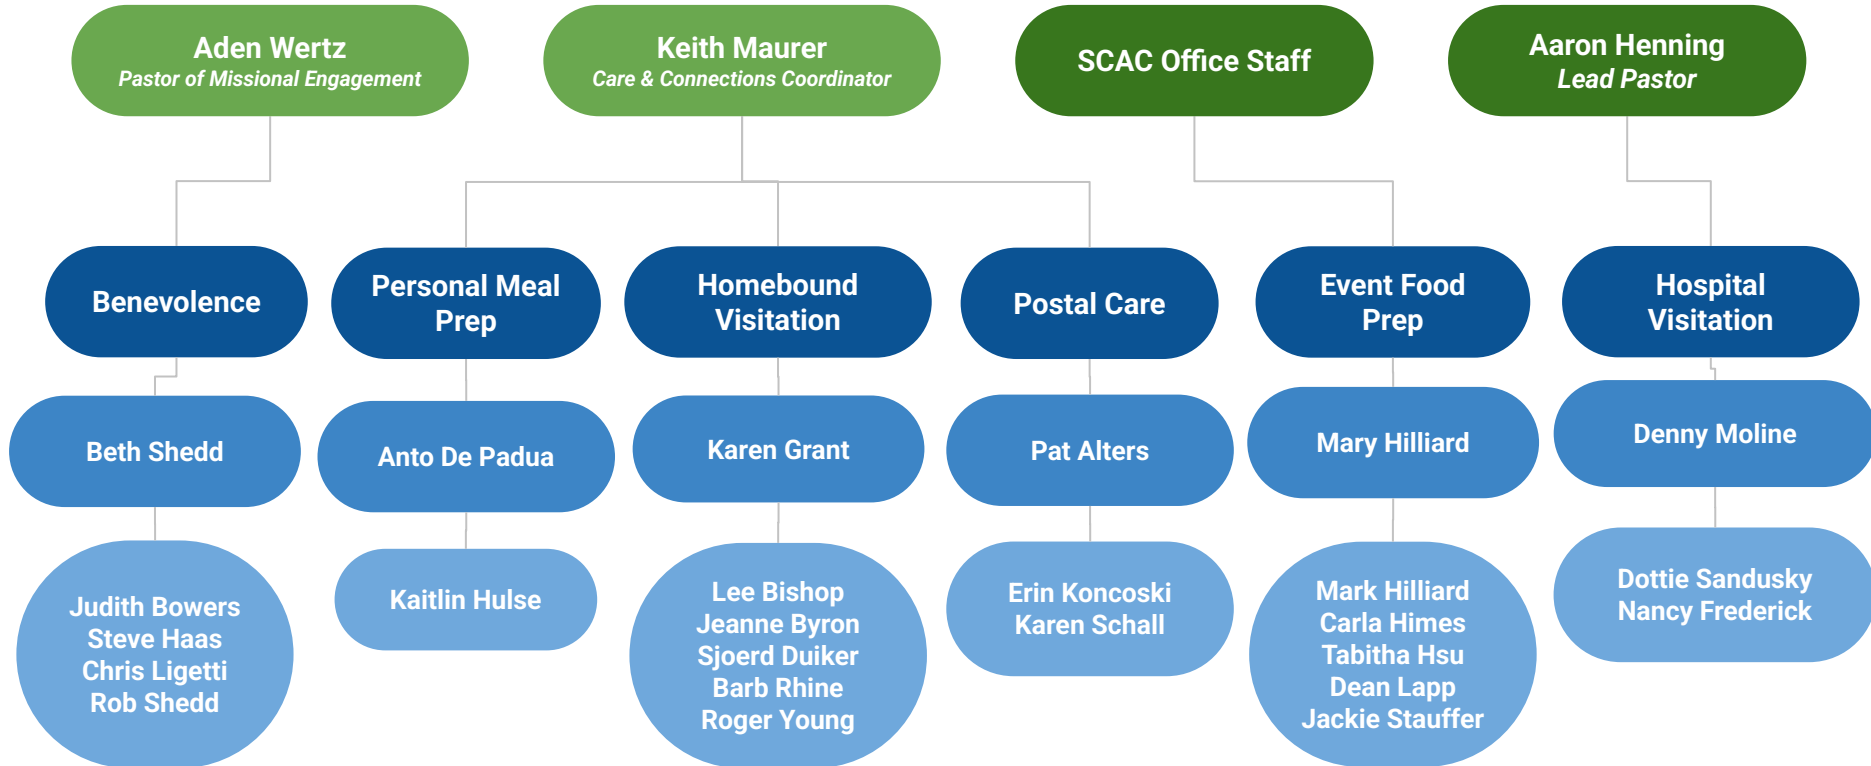 Aden Wertz
Pastor of Missional Engagement
Keith Maurer
Care & Connections Coordinator
SCAC Office Staff
Aaron Henning
Lead Pastor
Benevolence
Personal Meal
Prep
Homebound
Visitation
Postal Care
Event Food
Prep
Hospital
Visitation
Beth Shedd
Anto De Padua
Karen Grant
Pat Alters
Mary Hilliard
Denny Moline
Judith Bowers
Steve Haas
Chris Ligetti
Rob Shedd
Kaitlin Hulse
Lee Bishop
Jeanne Byron
Sjoerd Duiker
Barb Rhine
Roger Young
Erin Koncoski
Karen Schall
Mark Hilliard
Carla Himes
Tabitha Hsu
Dean Lapp
Jackie Stauffer
Dottie Sandusky
Nancy Frederick